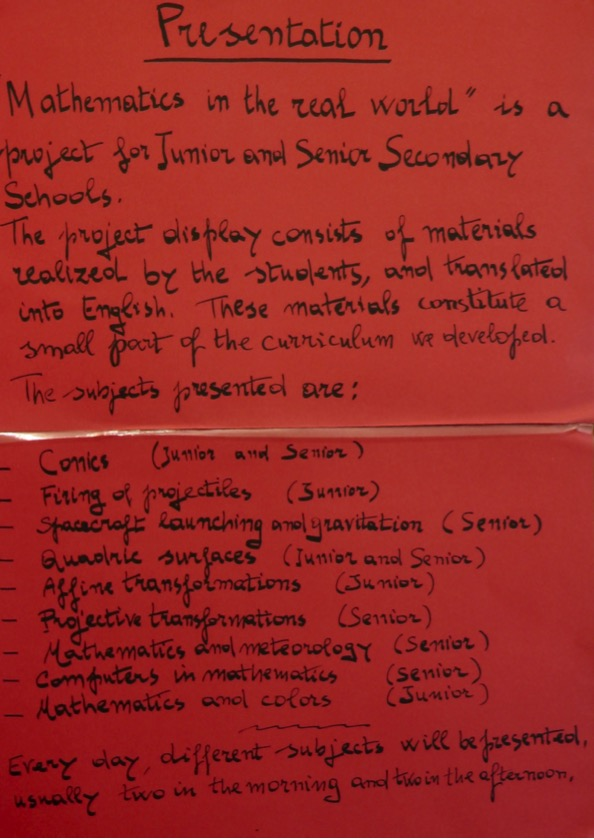 Presentation
Mathematics in the real world" is a
project for Junior and Senior Secondary
Schools.
The project display consists of materials
realized by the students, and translated
into English. These materials constitute a
small part of the curriculum we developed.
The subjects presented are:
– Conics (Junior and Senior)
– Firing of projectiles (Junior)
– Spacecraft launching and gravitation (Senior)
– Quadric surfaces (Junior and Senior)
– Affine transformations (Junior)
– Projective transformations (Senior)
– Mathematics and meteorology (Senior)
– Computers in mathematics (Senior)
– Mathematics and colors (Junior)
Every day, different subjects will be presented,
usually two in the morning and two in the afternoon.